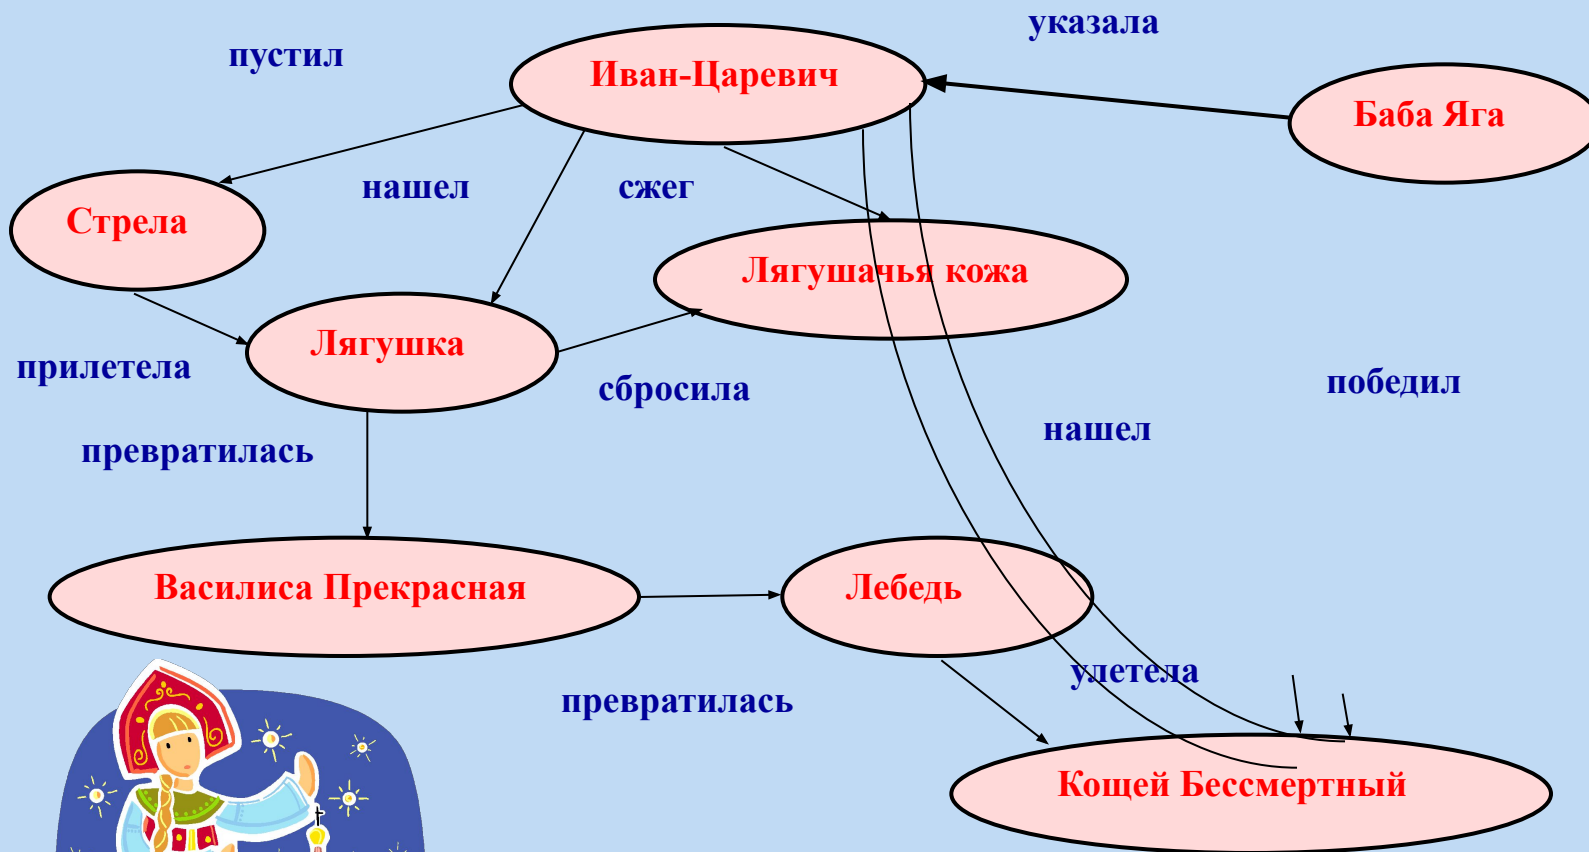 указала
пустил
Иван-Царевич
Баба Яга
нашел
сжег
Стрела
Лягушачья кожа
Лягушка
прилетела
сбросила
победил
нашел
превратилась
Василиса Прекрасная
Лебедь
улетела
превратилась
Кощей Бессмертный